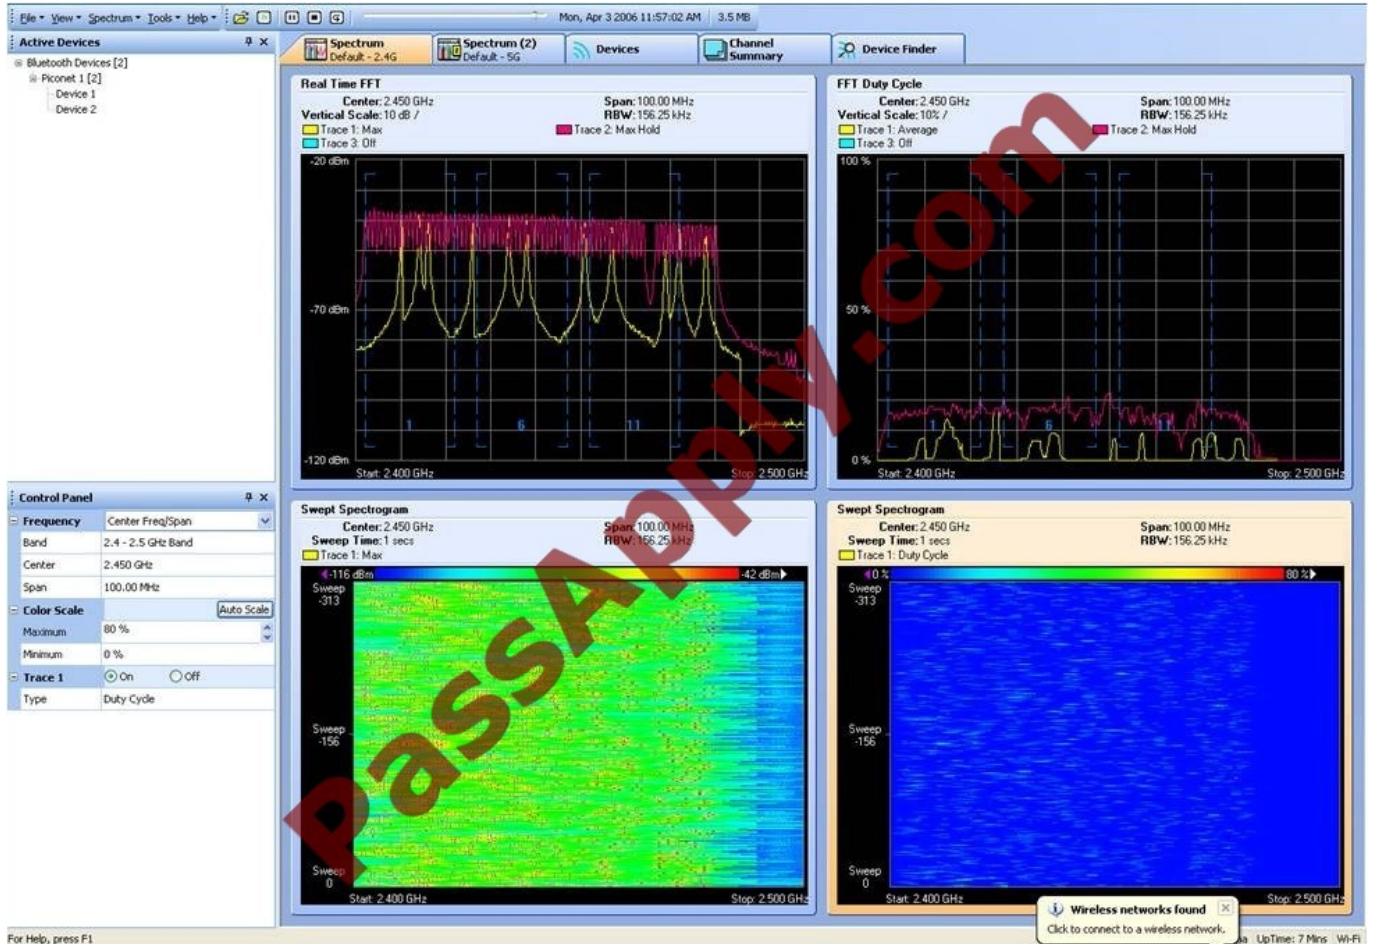 File View Spectrum Tools Help Mon, Apr 3 2006 11:57:02 AM 3.5 MB
Active Devices
Bluetooth Devices [2]
Piconet 1 [2]
Device 1
Device 2
Spectrum
Default - 2.4G
Spectrum (2)
Default - 5G
Devices
Channel
Summary
Device Finder
Real Time FFT
Center: 2.450 GHz Span: 100.00 MHz
Vertical Scale: 10 dB / RBW: 156.25 kHz
Trace 1: Max Trace 2: Max Hold
Trace 3: Off
-20 dBm
-70 dBm
1 6 11
-120 dBm
Start: 2.400 GHz Stop: 2.500 GHz
FFT Duty Cycle
Center: 2.450 GHz Span: 100.00 MHz
Vertical Scale: 10% / RBW: 156.25 kHz
Trace 1: Average Trace 2: Max Hold
Trace 3: Off
100 %
50 %
1 6 11
0 %
Start: 2.400 GHz Stop: 2.500 GHz
Control Panel
Frequency Center Freq/Span
Band 2.4 - 2.5 GHz Band
Center 2.450 GHz
Span 100.00 MHz
Color Scale Auto Scale
Maximum 80 %
Minimum 0 %
Trace 1 On Off
Type Duty Cycle
Swept Spectrogram
Center: 2.450 GHz Span: 100.00 MHz
Sweep Time: 1 secs RBW: 156.25 kHz
Trace 1: Max
-116 dBm -42 dBm
Sweep
-313
Sweep
-156
Sweep
0
Start: 2.400 GHz Stop: 2.500 GHz
Swept Spectrogram
Center: 2.450 GHz Span: 100.00 MHz
Sweep Time: 1 secs RBW: 156.25 kHz
Trace 1: Duty Cycle
0 % 80 %
Sweep
-313
Sweep
-156
Sweep
0
Start: 2.400 GHz Stop: 2.500 GHz
PassApply.com
Wireless networks found
Click to connect to a wireless network.
For Help, press F1 UpTime: 7 Mins Wi-Fi